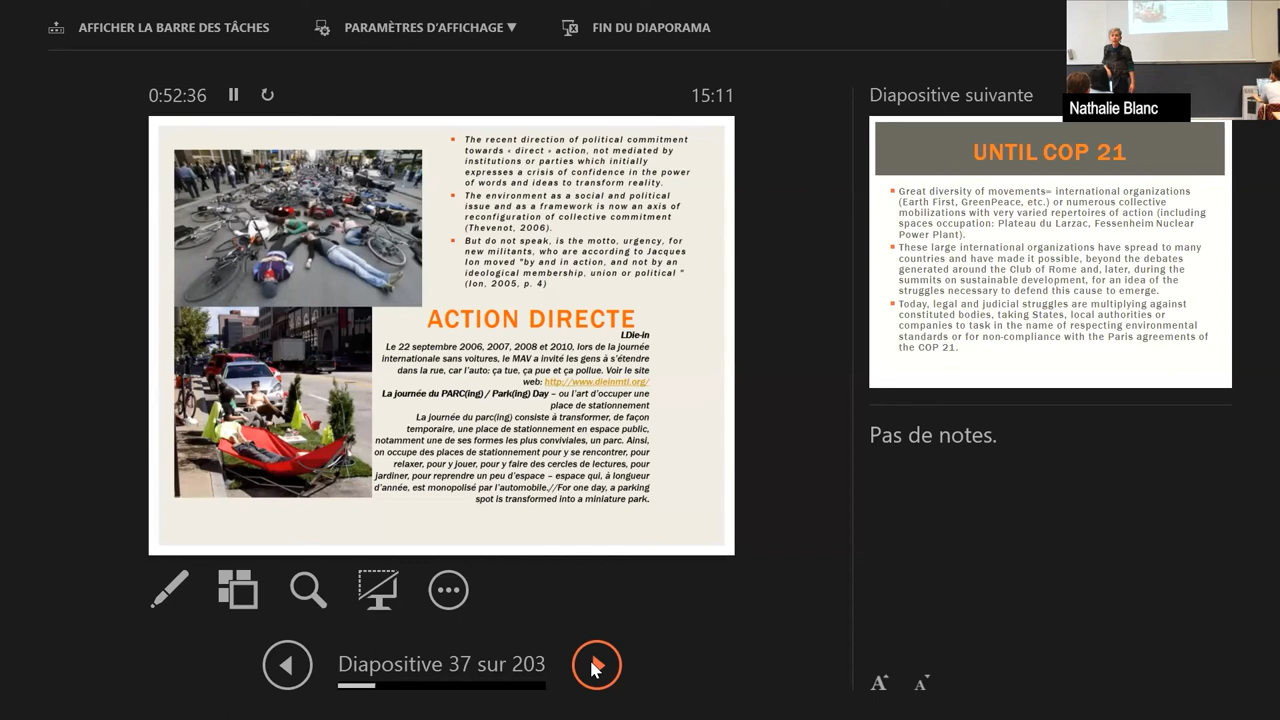 AFFICHER LA BARRE DES TÂCHES
PARAMÈTRES D'AFFICHAGE
FIN DU DIAPORAMA
Nathalie Blanc
0:52:36
15:11
The recent direction of political commitment
towards « direct » action, not mediated by
institutions or parties which initially
expresses a crisis of confidence in the power
of words and ideas to transform reality.
The environment as a social and political
issue and as a framework is now an axis of
reconfiguration of collective commitment
(Thevenot, 2006).
But do not speak, is the motto, urgency, for
new militants, who are according to Jacques
Ion moved "by and in action, and not by an
ideological membership, union or political "
(Ion, 2005, p. 4)
ACTION DIRECTE
LDie-in
Le 22 septembre 2006, 2007, 2008 et 2010, lors de la journée
internationale sans voitures, le MAV a invité les gens à s'étendre
dans la rue, car l'auto: ça tue, ça pue et ça pollue. Voir le site
web: http://www.dieinmtl.org/
La journée du PARC(ing) / Park(ing) Day – ou l'art d'occuper une
place de stationnement
La journée du parc(ing) consiste à transformer, de façon
temporaire, une place de stationnement en espace public,
notamment une de ses formes les plus conviviales, un parc. Ainsi,
on occupe des places de stationnement pour y se rencontrer, pour
relaxer, pour y jouer, pour y faire des cercles de lectures, pour
jardiner, pour reprendre un peu d'espace – espace qui, à longueur
d'année, est monopolisé par l'automobile.//For one day, a parking
spot is transformed into a miniature park.
Diapositive 37 sur 203
Diapositive suivante
UNTIL COP 21
Great diversity of movements= international organizations
(Earth First, GreenPeace, etc.) or numerous collective
mobilizations with very varied repertoires of action (including
spaces occupation: Plateau du Larzac, Fessenheim Nuclear
Power Plant).
These large international organizations have spread to many
countries and have made it possible, beyond the debates
generated around the Club of Rome and, later, during the
summits on sustainable development, for an idea of the
struggles necessary to defend this cause to emerge.
Today, legal and judicial struggles are multiplying against
constituted bodies, taking States, local authorities or
companies to task in the name of respecting environmental
standards or for non-compliance with the Paris agreements of
the COP 21.
Pas de notes.
A A